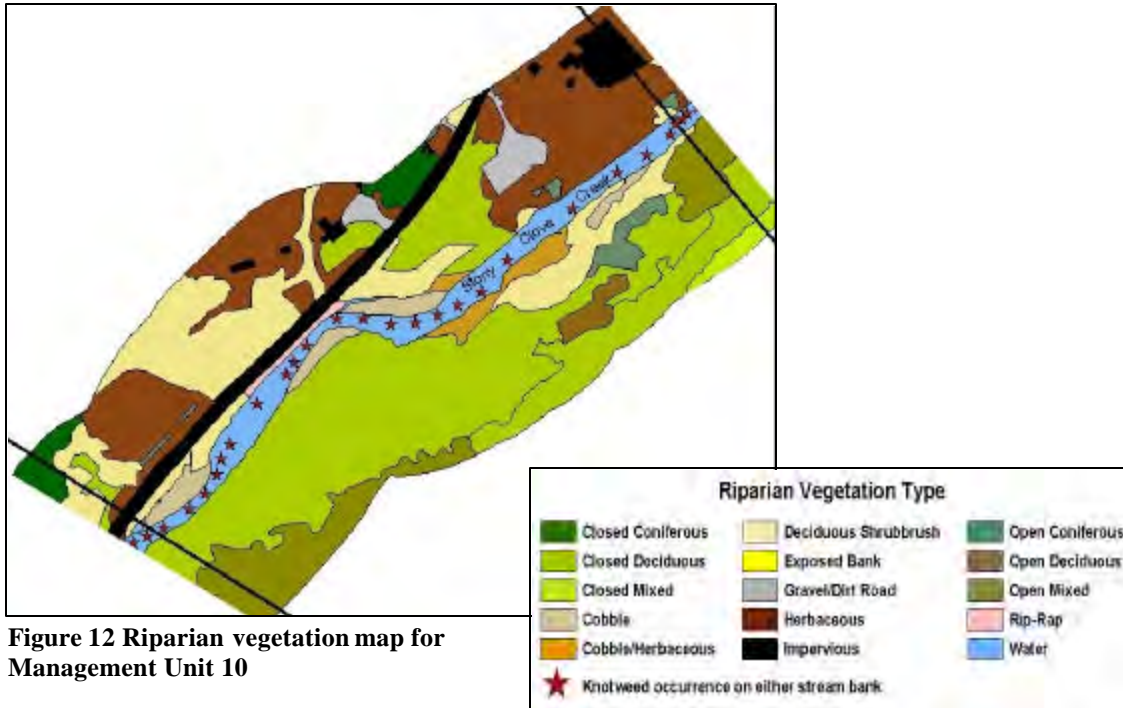 Stony Clove Creek
Figure 12 Riparian vegetation map for
Management Unit 10
Riparian Vegetation Type
Closed Coniferous
Closed Deciduous
Closed Mixed
Cobble
Cobble/Herbaceous
Deciduous Shrubbrush
Exposed Bank
Gravel/Dirt Road
Herbaceous
Impervious
Open Coniferous
Open Deciduous
Open Mixed
Rip-Rap
Water
Knotweed occurrence on either stream bank